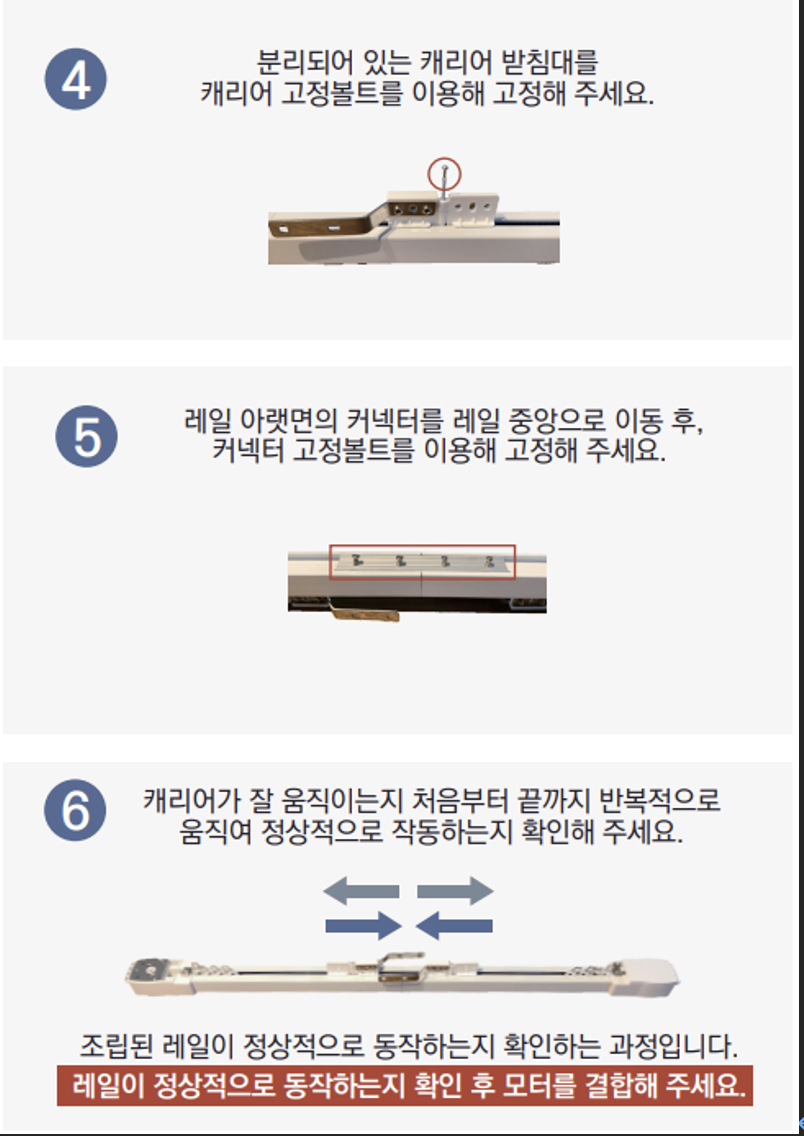 4
분리되어 있는 캐리어 받침대를
캐리어 고정볼트를 이용해 고정해 주세요.
5
레일 아랫면의 커넥터를 레일 중앙으로 이동 후,
커넥터 고정볼트를 이용해 고정해 주세요.
6
캐리어가 잘 움직이는지 처음부터 끝까지 반복적으로
움직여 정상적으로 작동하는지 확인해 주세요.
조립된 레일이 정상적으로 동작하는지 확인하는 과정입니다.
레일이 정상적으로 동작하는지 확인 후 모터를 결합해 주세요.